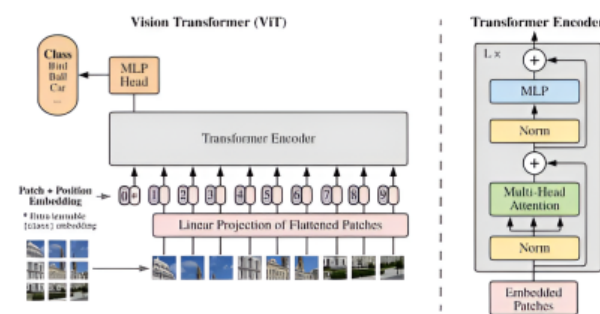 Vision Transformer (ViT)
Class
Bird
Ball
Car
...
MLP
Head
Transformer Encoder
Patch + Position
Embedding
* Extra learnable
[class] embedding
0 * 1 2 3 4 5 6 7 8 9
Linear Projection of Flattened Patches
Transformer Encoder
L ×
+
MLP
Norm
+
Multi-Head
Attention
Norm
Embedded
Patches